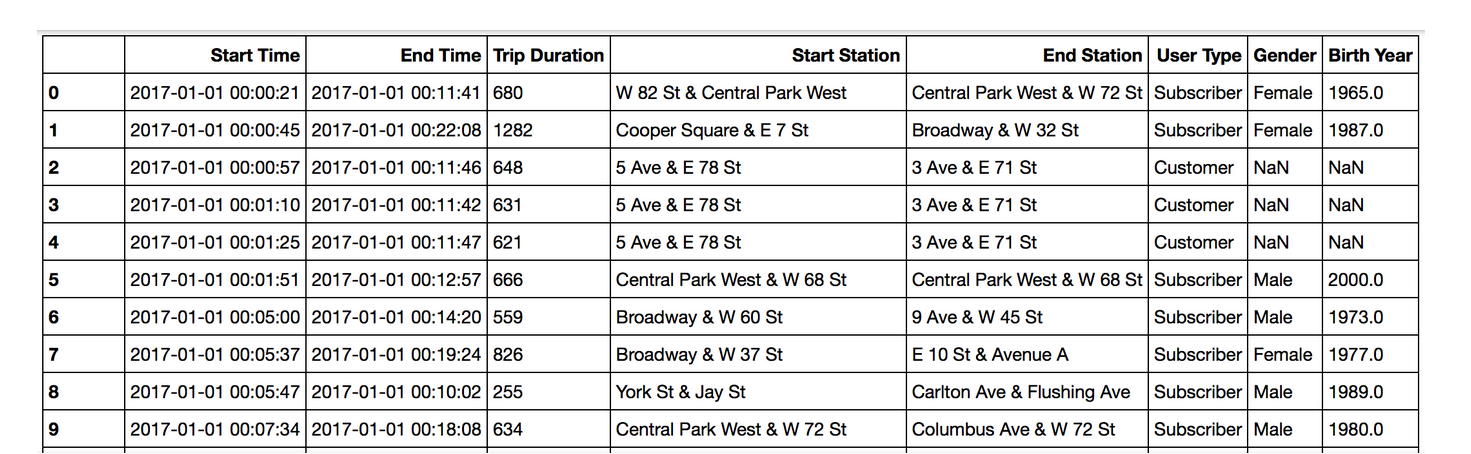 Start Time End Time Trip Duration Start Station End Station User Type Gender Birth Year
0 2017-01-01 00:00:21 2017-01-01 00:11:41 680 W 82 St & Central Park West Central Park West & W 72 St Subscriber Female 1965.0
1 2017-01-01 00:00:45 2017-01-01 00:22:08 1282 Cooper Square & E 7 St Broadway & W 32 St Subscriber Female 1987.0
2 2017-01-01 00:00:57 2017-01-01 00:11:46 648 5 Ave & E 78 St 3 Ave & E 71 St Customer NaN NaN
3 2017-01-01 00:01:10 2017-01-01 00:11:42 631 5 Ave & E 78 St 3 Ave & E 71 St Customer NaN NaN
4 2017-01-01 00:01:25 2017-01-01 00:11:47 621 5 Ave & E 78 St 3 Ave & E 71 St Customer NaN NaN
5 2017-01-01 00:01:51 2017-01-01 00:12:57 666 Central Park West & W 68 St Central Park West & W 68 St Subscriber Male 2000.0
6 2017-01-01 00:05:00 2017-01-01 00:14:20 559 Broadway & W 60 St 9 Ave & W 45 St Subscriber Male 1973.0
7 2017-01-01 00:05:37 2017-01-01 00:19:24 826 Broadway & W 37 St E 10 St & Avenue A Subscriber Female 1977.0
8 2017-01-01 00:05:47 2017-01-01 00:10:02 255 York St & Jay St Carlton Ave & Flushing Ave Subscriber Male 1989.0
9 2017-01-01 00:07:34 2017-01-01 00:18:08 634 Central Park West & W 72 St Columbus Ave & W 72 St Subscriber Male 1980.0